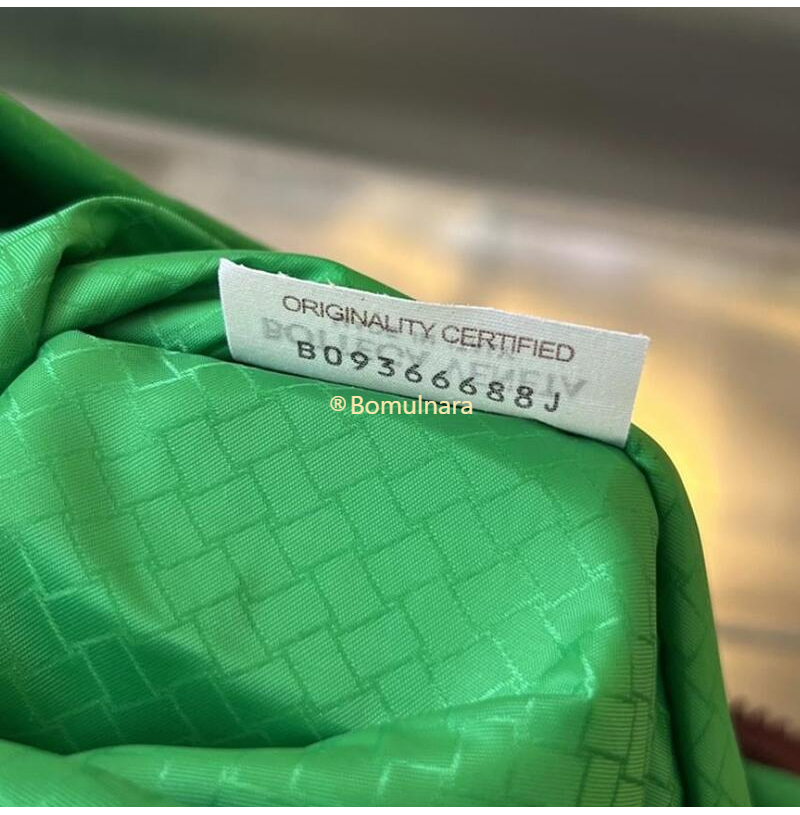 ORIGINALITY CERTIFIED
B09366688J
®Bomulnara